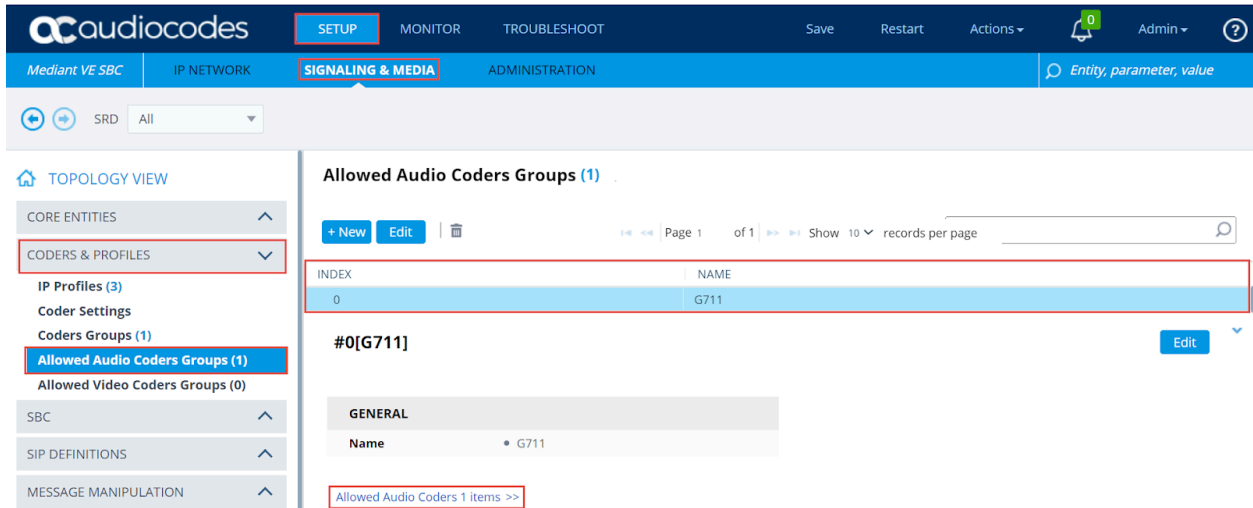 audiocodes SETUP MONITOR TROUBLESHOOT Save Restart Actions 0 Admin ?
Mediant VE SBC IP NETWORK SIGNALING & MEDIA ADMINISTRATION Entity, parameter, value
SRD All
TOPOLOGY VIEW
CORE ENTITIES
CODERS & PROFILES
IP Profiles (3)
Coder Settings
Coders Groups (1)
Allowed Audio Coders Groups (1)
Allowed Video Coders Groups (0)
SBC
SIP DEFINITIONS
MESSAGE MANIPULATION
Allowed Audio Coders Groups (1)
+ New Edit Page 1 of 1 Show 10 records per page
INDEX NAME
0 G711
#0[G711] Edit
GENERAL
Name G711
Allowed Audio Coders 1 items >>